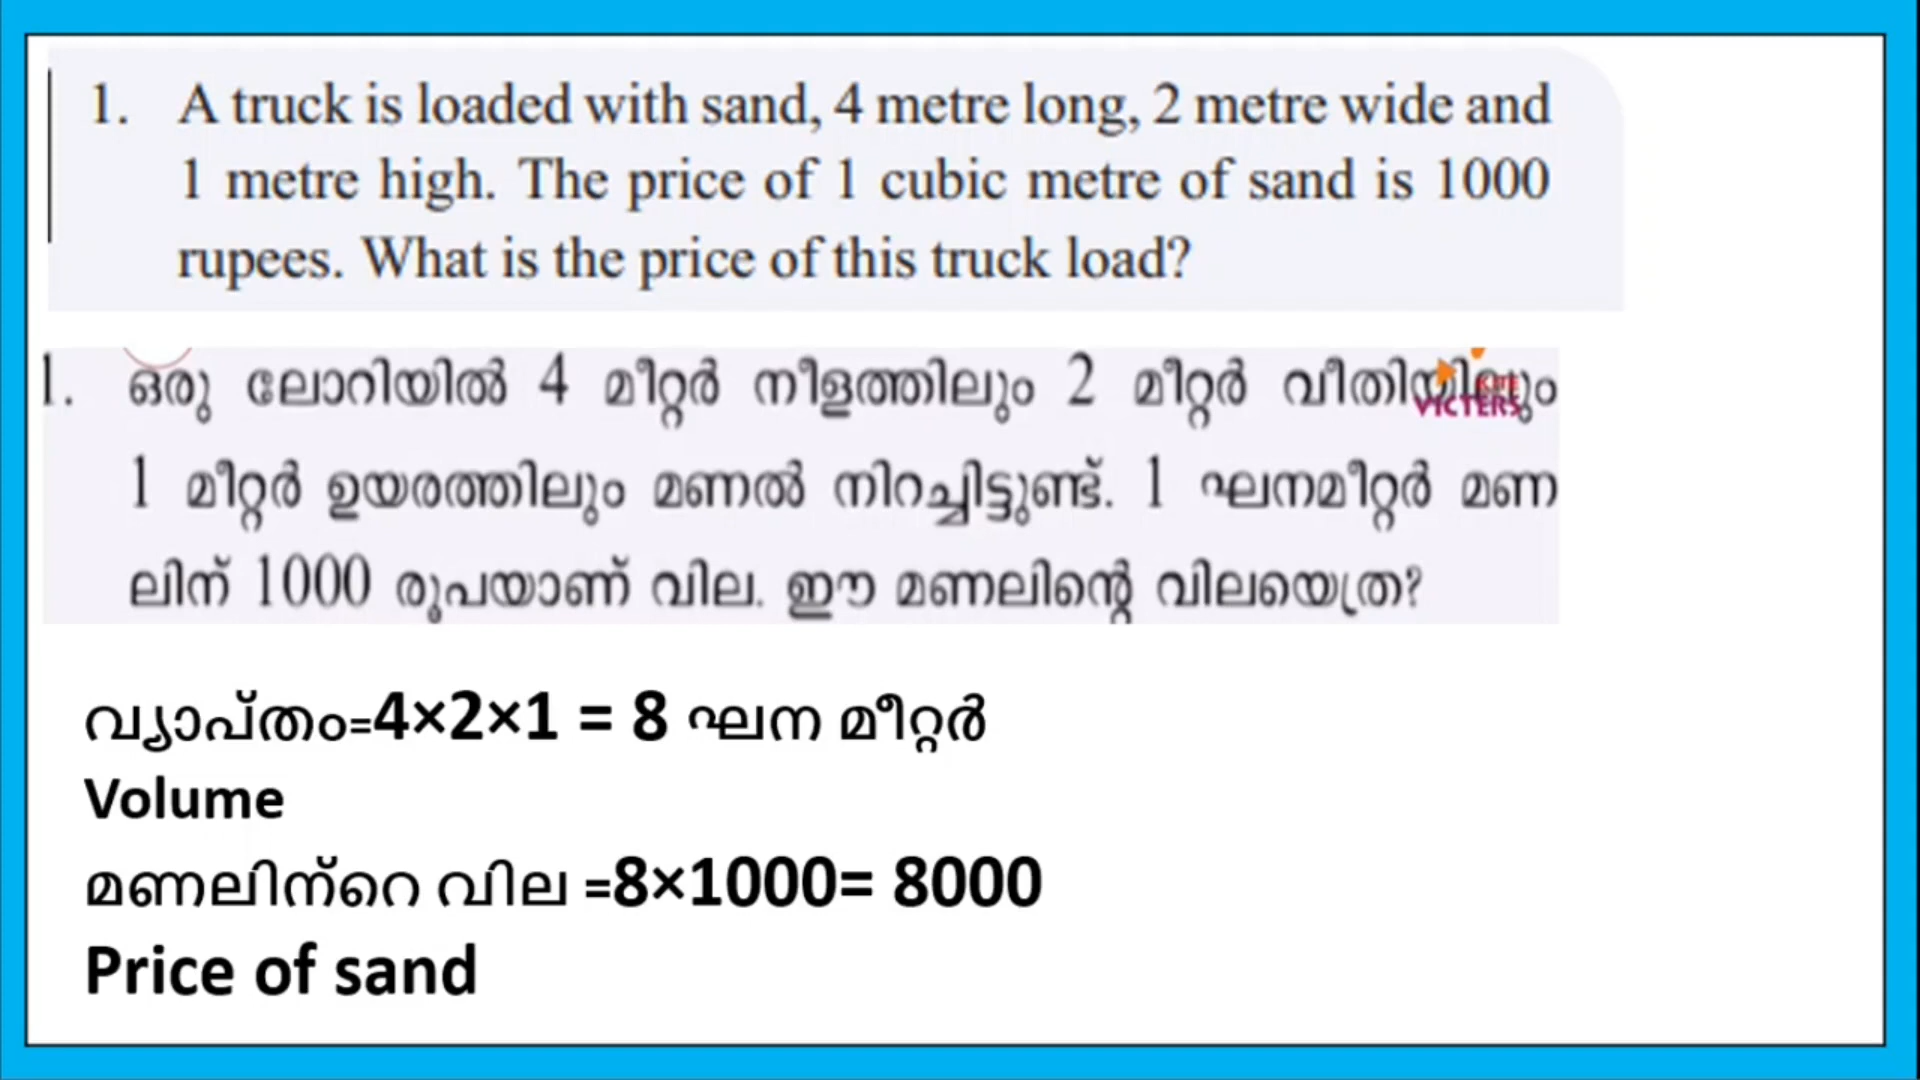 1. A truck is loaded with sand, 4 metre long, 2 metre wide and
1 metre high. The price of 1 cubic metre of sand is 1000
rupees. What is the price of this truck load?
1. ഒരു ലോറിയിൽ 4 മീറ്റർ നീളത്തിലും 2 മീറ്റർ വീതിയിലും
KITE
VICTERS
1 മീറ്റർ ഉയരത്തിലും മണൽ നിറച്ചിട്ടുണ്ട്. 1 ഘനമീറ്റർ മണ
ലിന് 1000 രൂപയാണ് വില. ഈ മണലിന്റെ വിലയെത്ര?
വ്യാപ്തം=4×2×1 = 8 ഘന മീറ്റർ
Volume
മണലിന്റെ വില =8×1000= 8000
Price of sand